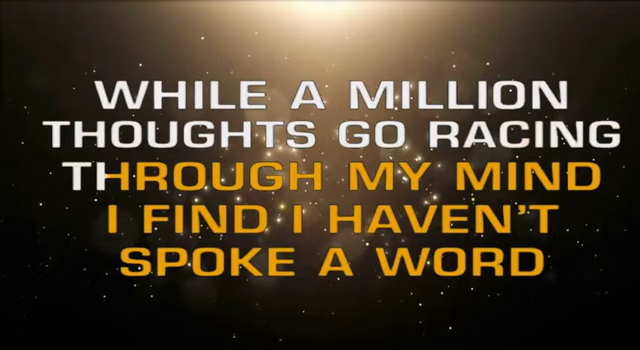 WHILE A MILLION
THOUGHTS GO RACING
THROUGH MY MIND
I FIND I HAVEN'T
SPOKE A WORD